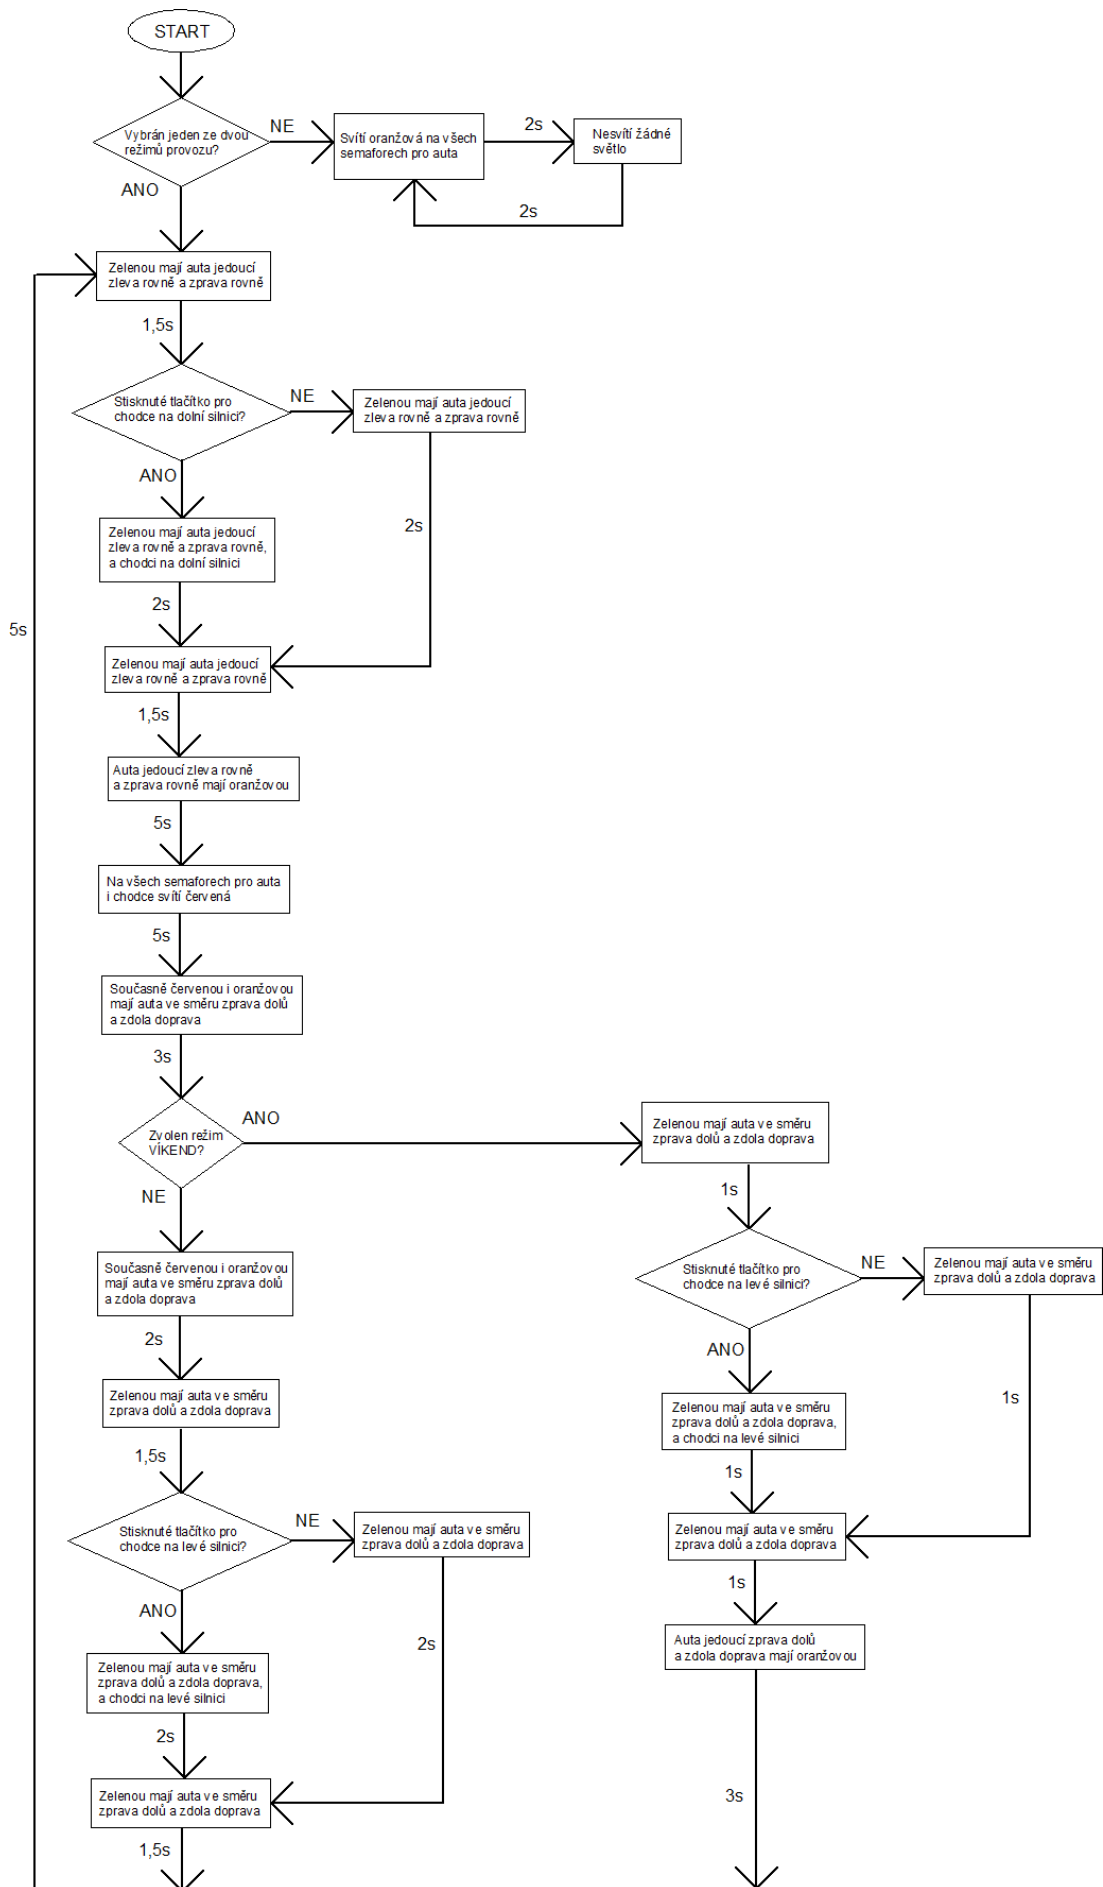 START
Vybrán jeden ze dvou
režimů provozu?
NE
Svítí oranžová na všech
semaforech pro auta
2s
Nesvítí žádné
světlo
2s
ANO
Zelenou mají auta jedoucí
zleva rovně a zprava rovně
1,5s
Stisknuté tlačítko pro
chodce na dolní silnici?
NE
Zelenou mají auta jedoucí
zleva rovně a zprava rovně
ANO
2s
Zelenou mají auta jedoucí
zleva rovně a zprava rovně,
a chodci na dolní silnici
2s
5s
Zelenou mají auta jedoucí
zleva rovně a zprava rovně
1,5s
Auta jedoucí zleva rovně
a zprava rovně mají oranžovou
5s
Na všech semaforech pro auta
i chodce svítí červená
5s
Současně červenou i oranžovou
mají auta ve směru zprava dolů
a zdola doprava
3s
Zvolen režim
VÍKEND?
ANO
Zelenou mají auta ve směru
zprava dolů a zdola doprava
NE
1s
Současně červenou i oranžovou
mají auta ve směru zprava dolů
a zdola doprava
Stisknuté tlačítko pro
chodce na levé silnici?
NE
Zelenou mají auta ve směru
zprava dolů a zdola doprava
2s
ANO
Zelenou mají auta ve směru
zprava dolů a zdola doprava
Zelenou mají auta ve směru
zprava dolů a zdola doprava,
a chodci na levé silnici
1s
1,5s
1s
Stisknuté tlačítko pro
chodce na levé silnici?
NE
Zelenou mají auta ve směru
zprava dolů a zdola doprava
Zelenou mají auta ve směru
zprava dolů a zdola doprava
1s
ANO
2s
Auta jedoucí zprava dolů
a zdola doprava mají oranžovou
Zelenou mají auta ve směru
zprava dolů a zdola doprava,
a chodci na levé silnici
2s
Zelenou mají auta ve směru
zprava dolů a zdola doprava
3s
1,5s